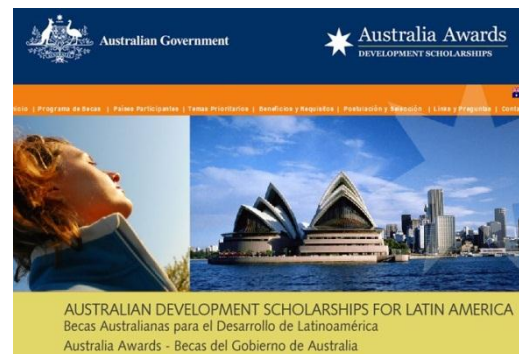 Australian Government
Australia Awards
DEVELOPMENT SCHOLARSHIPS
Inicio | Programa de Becas | Países Participantes | Temas Prioritarios | Beneficios y Requisitos | Postulación y Selección | Links y Preguntas |
AUSTRALIAN DEVELOPMENT SCHOLARSHIPS FOR LATIN AMERICA
Becas Australianas para el Desarrollo de Latinoamérica
Australia Awards - Becas del Gobierno de Australia